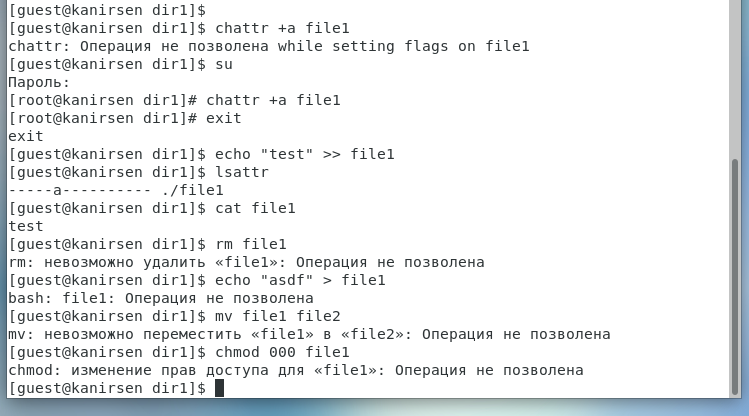 [guest@kanirsen dir1]$
[guest@kanirsen dir1]$ chattr +a file1
chattr: Операция не позволена while setting flags on file1
[guest@kanirsen dir1]$ su
Пароль:
[root@kanirsen dir1]# chattr +a file1
[root@kanirsen dir1]# exit
exit
[guest@kanirsen dir1]$ echo "test" >> file1
[guest@kanirsen dir1]$ lsattr
-----a---------- ./file1
[guest@kanirsen dir1]$ cat file1
test
[guest@kanirsen dir1]$ rm file1
rm: невозможно удалить «file1»: Операция не позволена
[guest@kanirsen dir1]$ echo "asdf" > file1
bash: file1: Операция не позволена
[guest@kanirsen dir1]$ mv file1 file2
mv: невозможно переместить «file1» в «file2»: Операция не позволена
[guest@kanirsen dir1]$ chmod 000 file1
chmod: изменение прав доступа для «file1»: Операция не позволена
[guest@kanirsen dir1]$